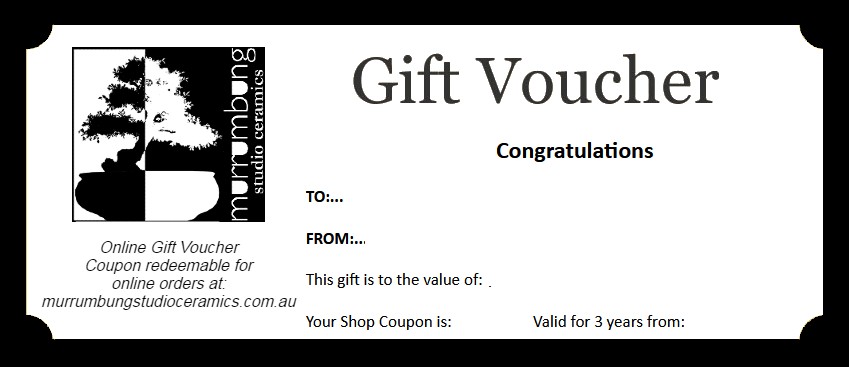 Gift Voucher
Congratulations
murrumbung
studio ceramics
TO:...
FROM:...
This gift is to the value of: .
Your Shop Coupon is: Valid for 3 years from:
Online Gift Voucher
Coupon redeemable for
online orders at:
murrumbungstudioceramics.com.au